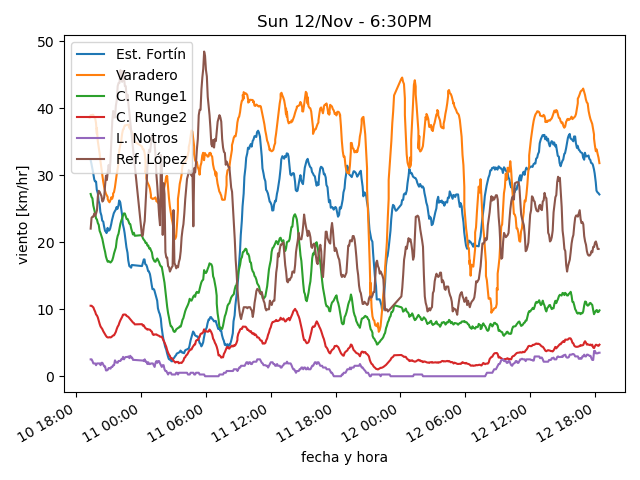 Sun 12/Nov - 6:30PM
50
40
30
20
10
0
viento [km/hr]
Est. Fortín
Varadero
C. Runge1
C. Runge2
L. Notros
Ref. López
10 18:00
11 00:00
11 06:00
11 12:00
11 18:00
12 00:00
12 06:00
12 12:00
12 18:00
fecha y hora